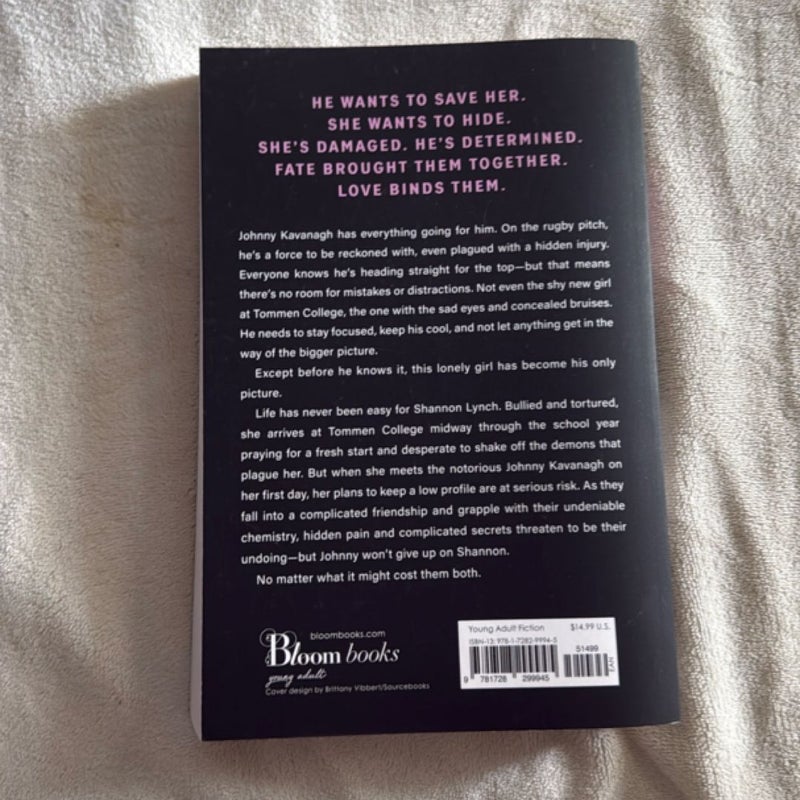 HE WANTS TO SAVE HER.
SHE WANTS TO HIDE.
SHE'S DAMAGED. HE'S DETERMINED.
FATE BROUGHT THEM TOGETHER.
LOVE BINDS THEM.
Johnny Kavanagh has everything going for him. On the rugby pitch,
he's a force to be reckoned with, even plagued with a hidden injury.
Everyone knows he's heading straight for the top—but that means
there's no room for mistakes or distractions. Not even the shy new girl
at Tommen College, the one with the sad eyes and concealed bruises.
He needs to stay focused, keep his cool, and not let anything get in the
way of the bigger picture.
Except before he knows it, this lonely girl has become his only
picture.
Life has never been easy for Shannon Lynch. Bullied and tortured,
she arrives at Tommen College midway through the school year
praying for a fresh start and desperate to shake off the demons that
plague her. But when she meets the notorious Johnny Kavanagh on
her first day, her plans to keep a low profile are at serious risk. As they
fall into a complicated friendship and grapple with their undeniable
chemistry, hidden pain and complicated secrets threaten to be their
undoing—but Johnny won't give up on Shannon.
No matter what it might cost them both.
bloombooks.com
Bloom books
young adult
Cover design by Brittany Vibbert/Sourcebooks
Young Adult Fiction $14.99 U.S.
ISBN-13: 978-1-7282-9994-5
51499
9 781728 299945
EAN